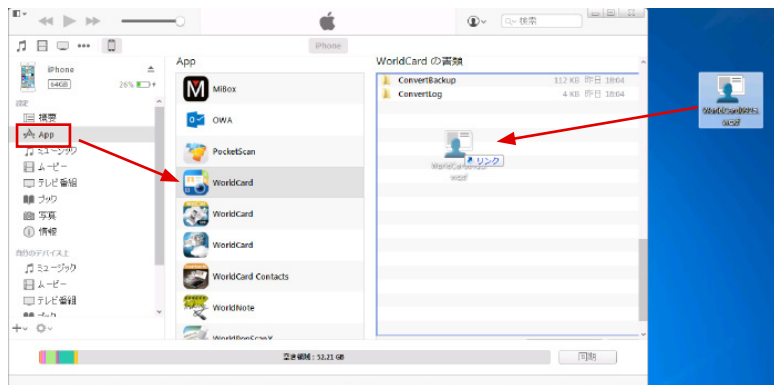 検索
iPhone
iPhone
64GB
26%
設定
概要
App
ミュージック
ムービー
テレビ番組
ブック
写真
情報
自分のデバイス上
ミュージック
ムービー
テレビ番組
App
MiBox
OWA
PocketScan
WorldCard
WorldCard
WorldCard
WorldCard Contacts
WorldNote
WorldPenScan X
WorldCard の書類
ConvertBackup 112 KB 昨日 18:04
ConvertLog 4 KB 昨日 18:04
リンク
空き領域 : 52.21 GB
同期